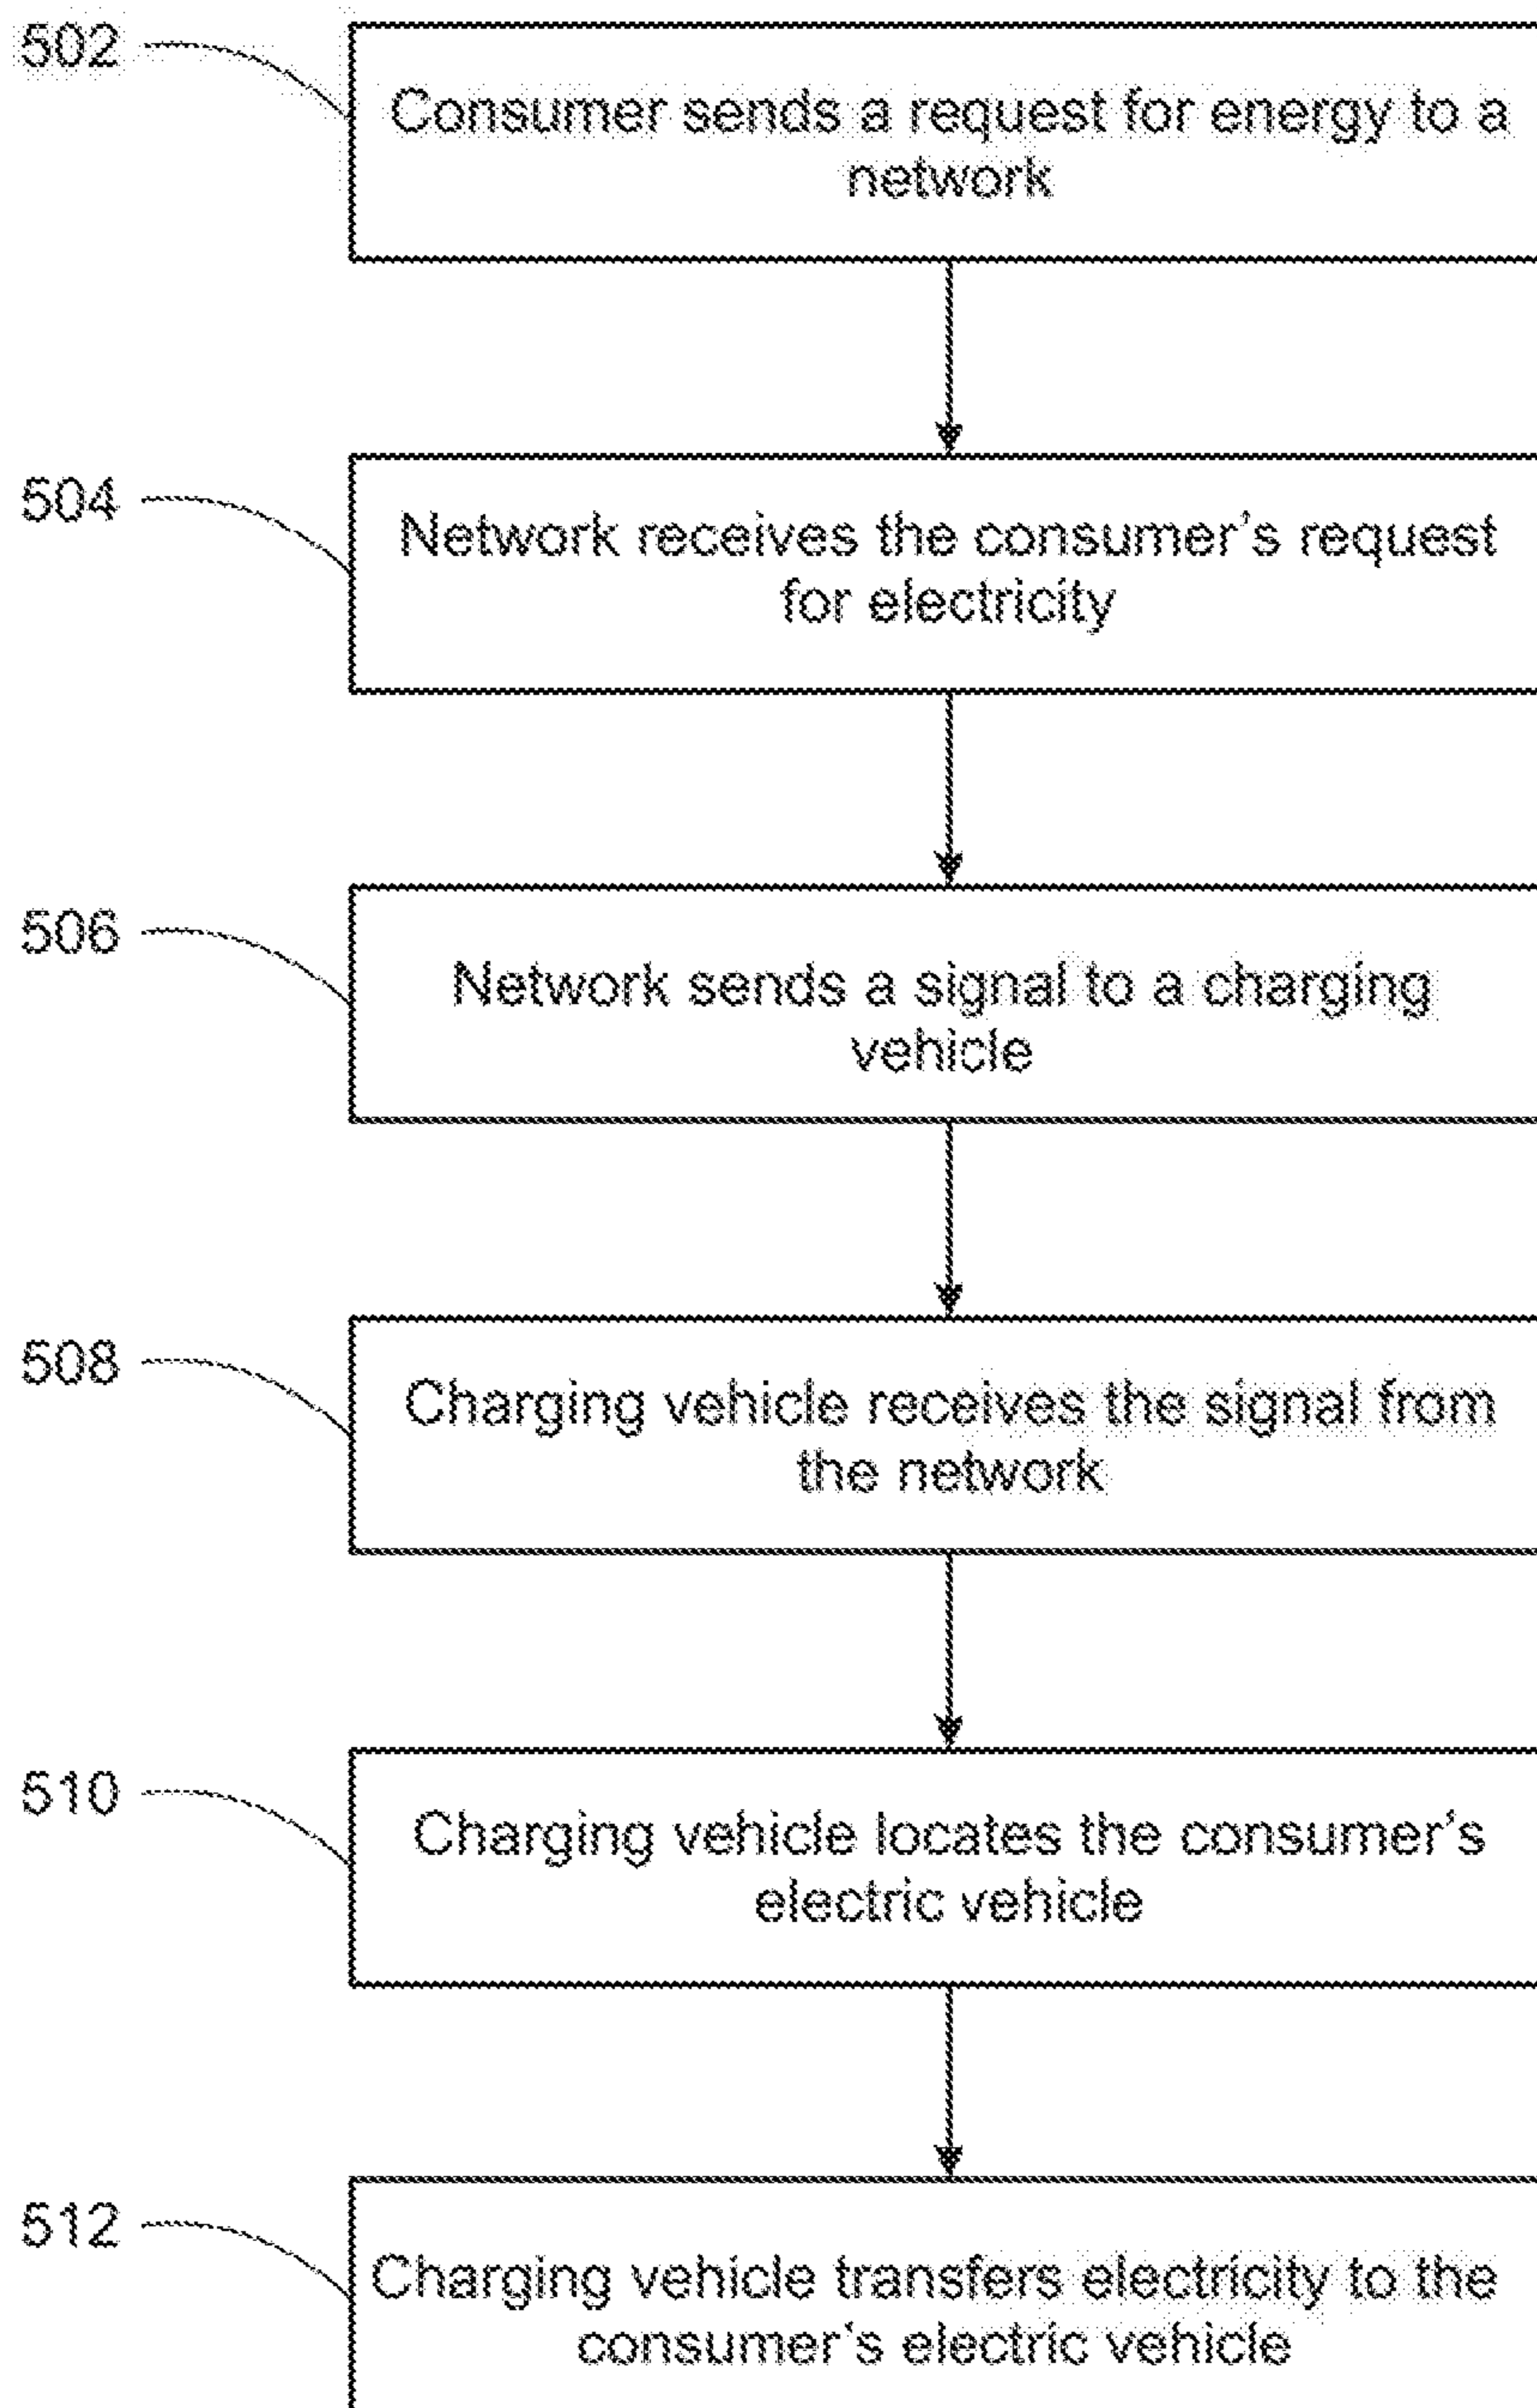 502
Consumer sends a request for energy to a
network
504
Network receives the consumer's request
for electricity
506
Network sends a signal to a charging
vehicle
508
Charging vehicle receives the signal from
the network
510
Charging vehicle locates the consumer's
electric vehicle
512
Charging vehicle transfers electricity to the
consumer's electric vehicle